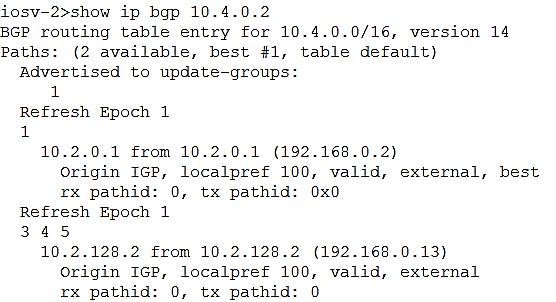 iosv-2>show ip bgp 10.4.0.2
BGP routing table entry for 10.4.0.0/16, version 14
Paths: (2 available, best #1, table default)
  Advertised to update-groups:
     1
  Refresh Epoch 1
  1
    10.2.0.1 from 10.2.0.1 (192.168.0.2)
      Origin IGP, localpref 100, valid, external, best
      rx pathid: 0, tx pathid: 0x0
  Refresh Epoch 1
  3 4 5
    10.2.128.2 from 10.2.128.2 (192.168.0.13)
      Origin IGP, localpref 100, valid, external
      rx pathid: 0, tx pathid: 0